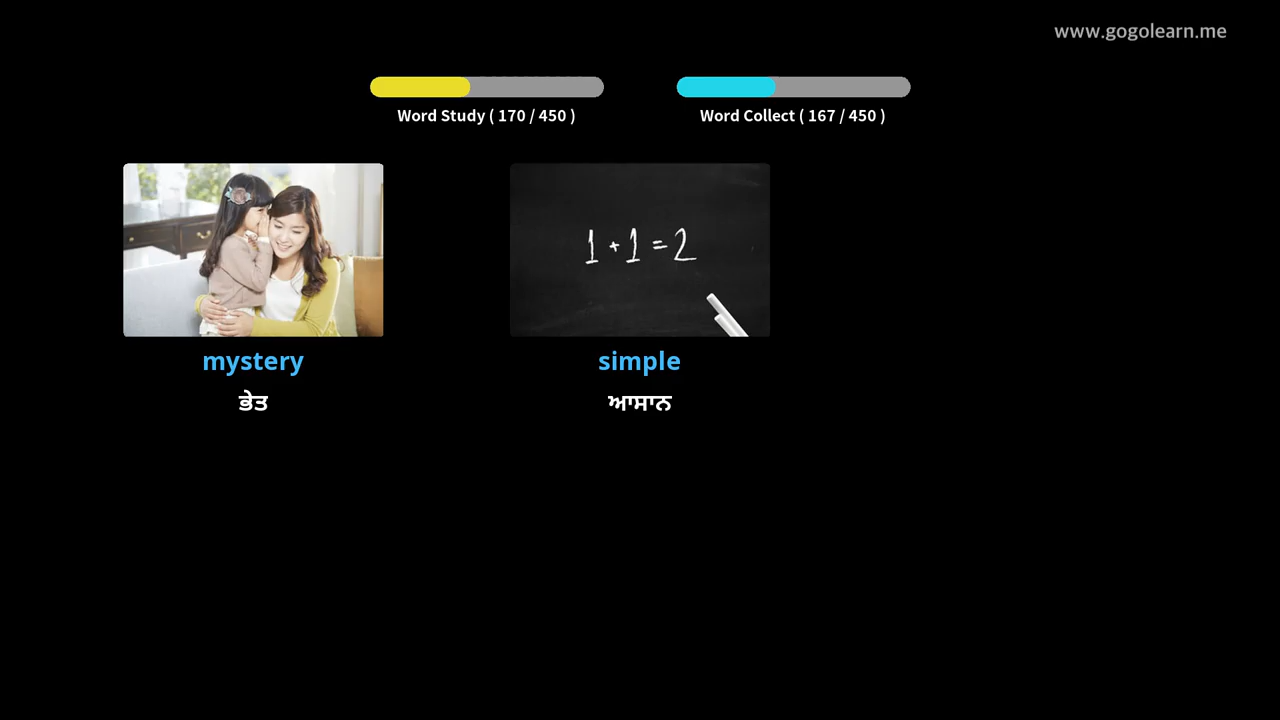 www.gogolearn.me
Word Study ( 170 / 450 )
Word Collect ( 167 / 450 )
1 + 1 = 2
mystery
simple
ਭੇਤ
ਆਸਾਨ